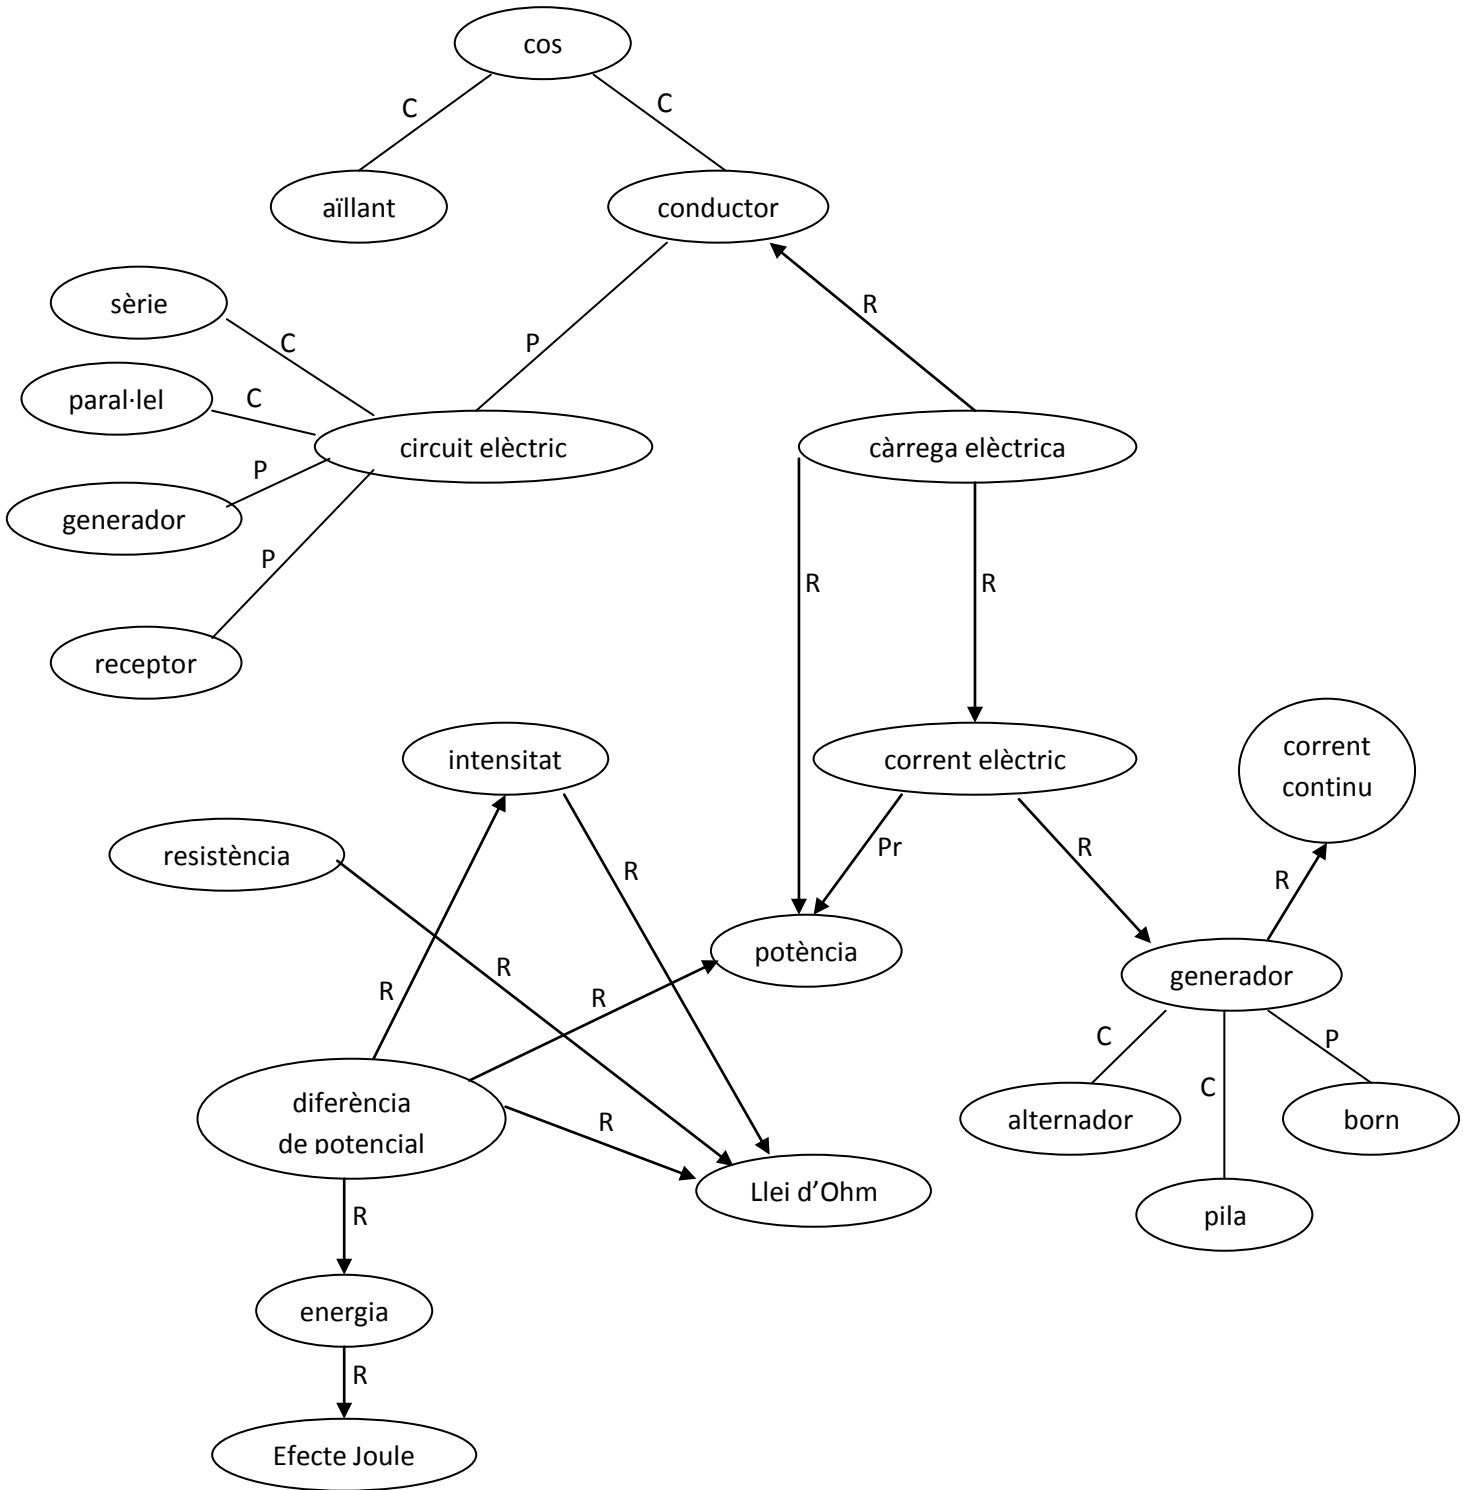 cos
C
C
aïllant
conductor
sèrie
R
C
P
paral·lel
C
circuit elèctric
càrrega elèctrica
P
generador
P
R
R
receptor
intensitat
corrent elèctric
corrent
continu
resistència
R
Pr
R
R
potència
generador
R
R
R
C
P
C
diferència
de potencial
R
alternador
born
Llei d’Ohm
pila
R
energia
R
Efecte Joule